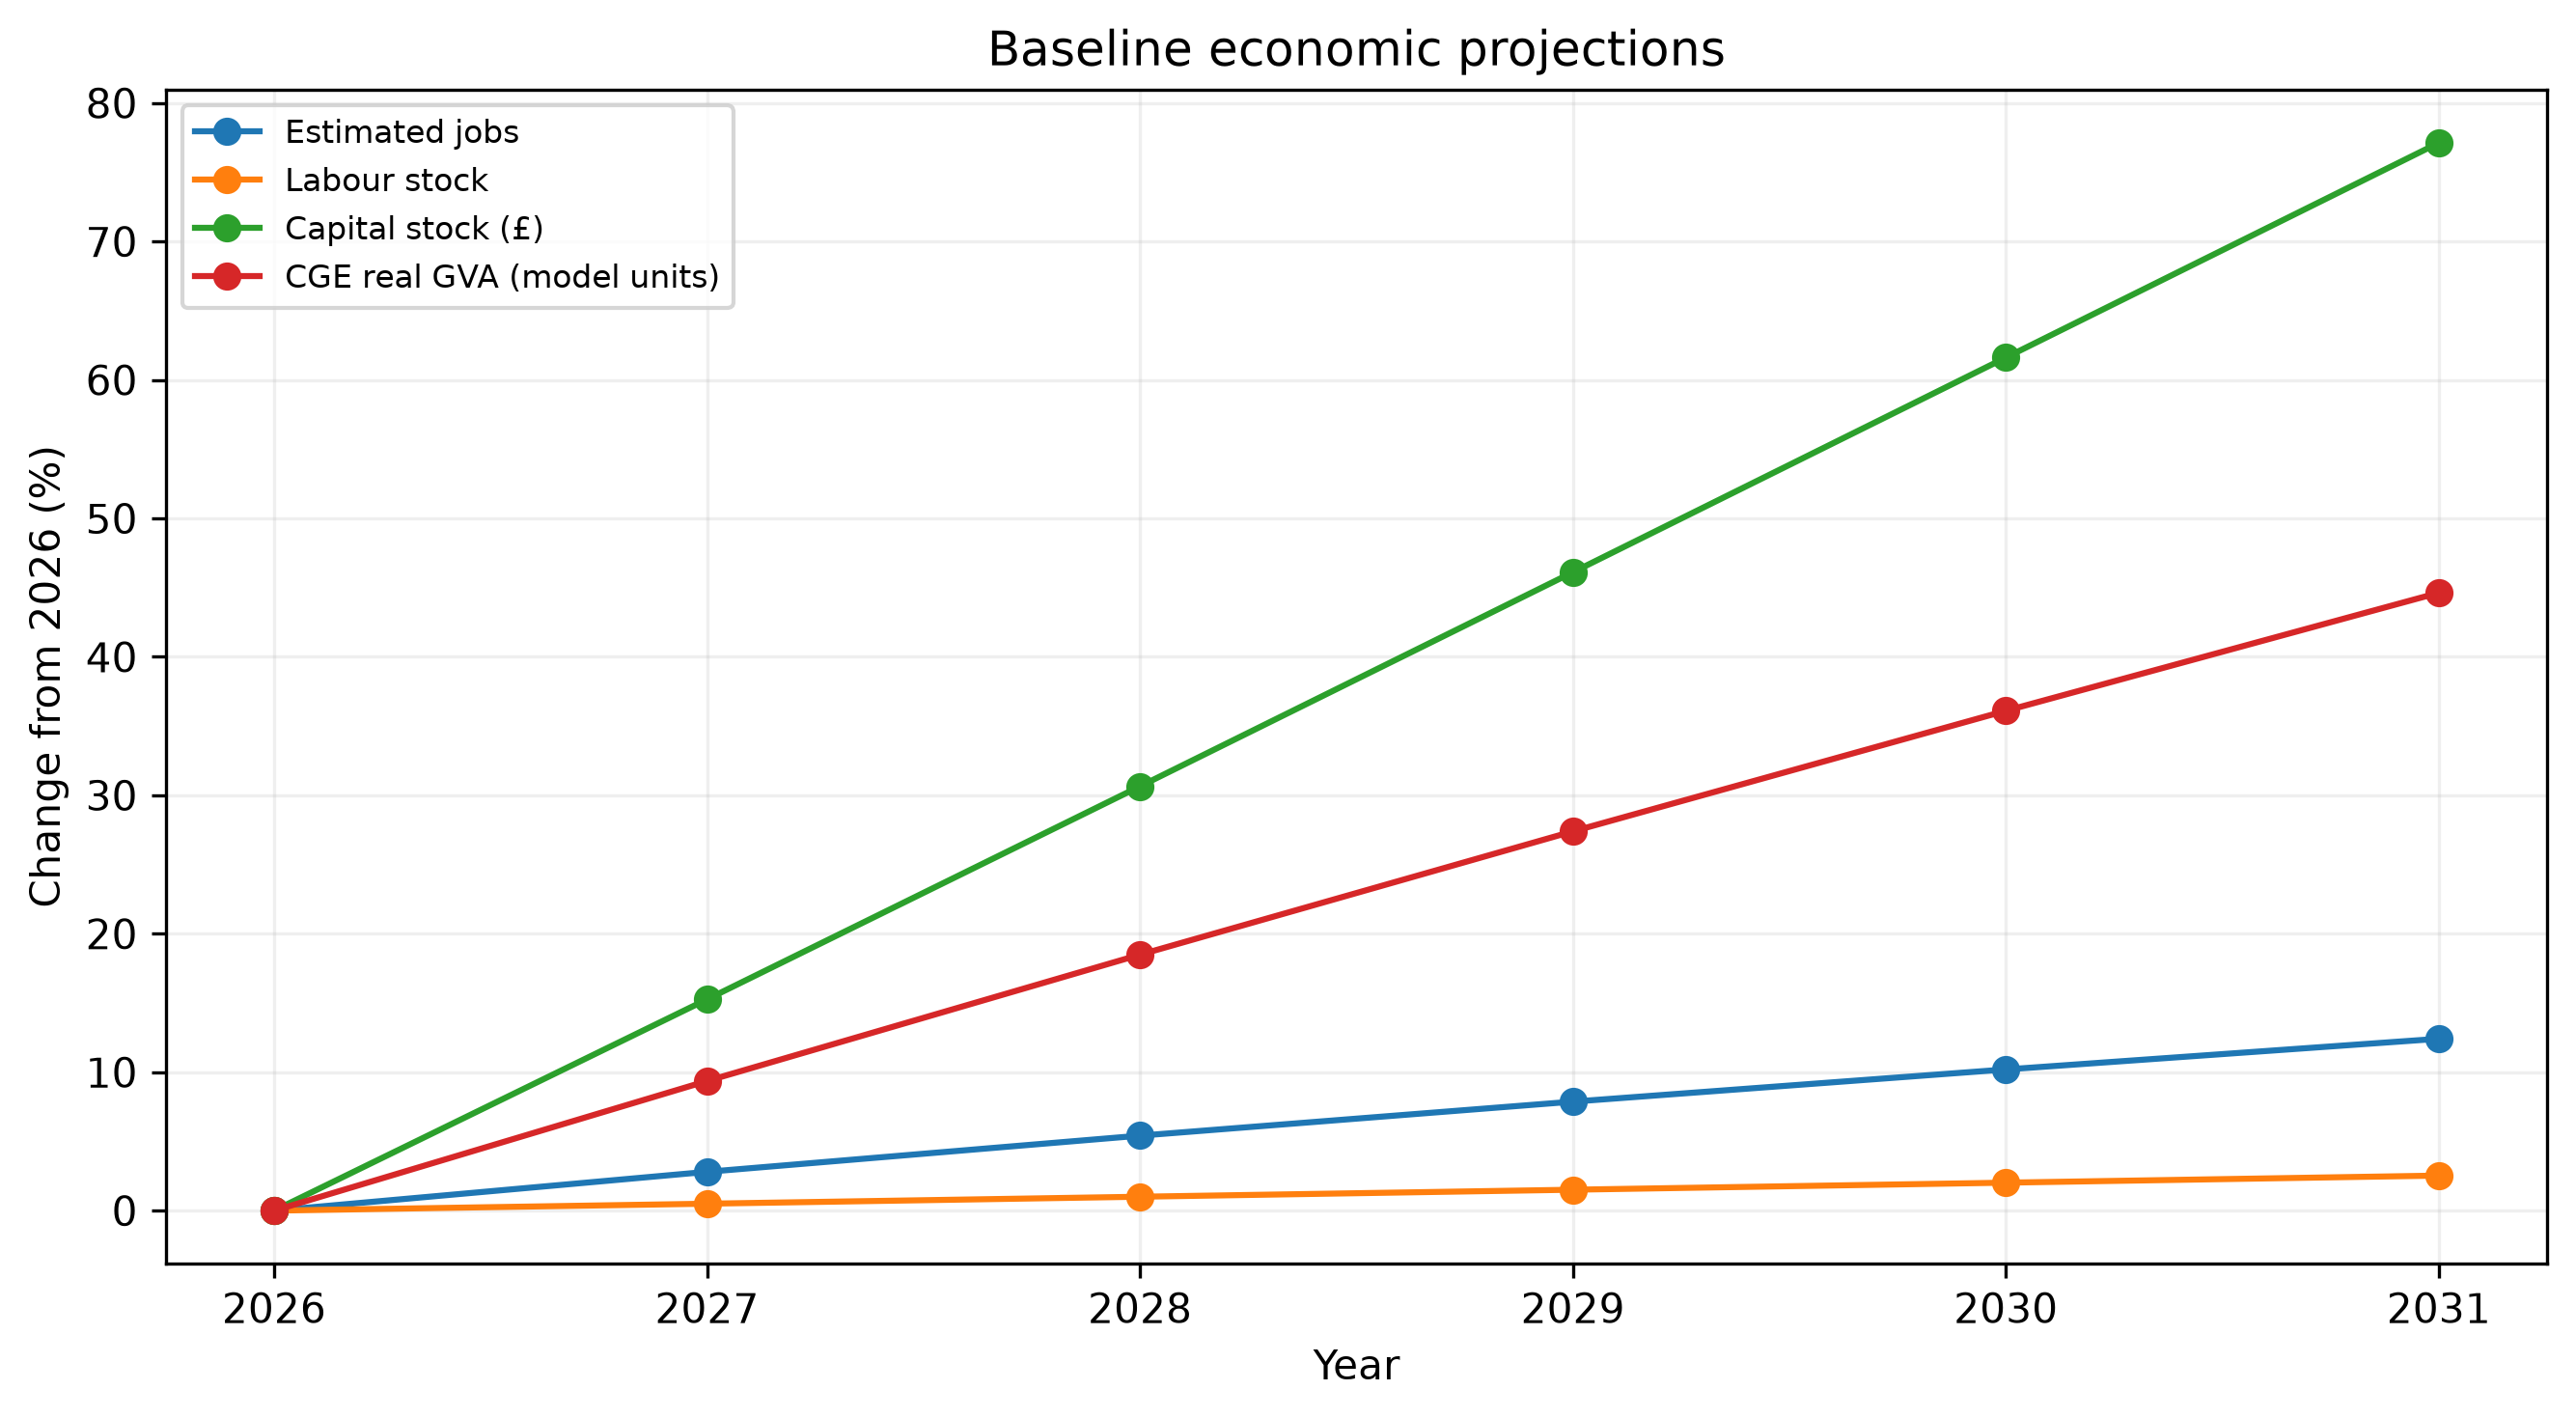 Baseline economic projections
80
70
60
50
40
30
20
10
0
Change from 2026 (%)
Estimated jobs
Labour stock
Capital stock (£)
CGE real GVA (model units)
2026 2027 2028 2029 2030 2031
Year